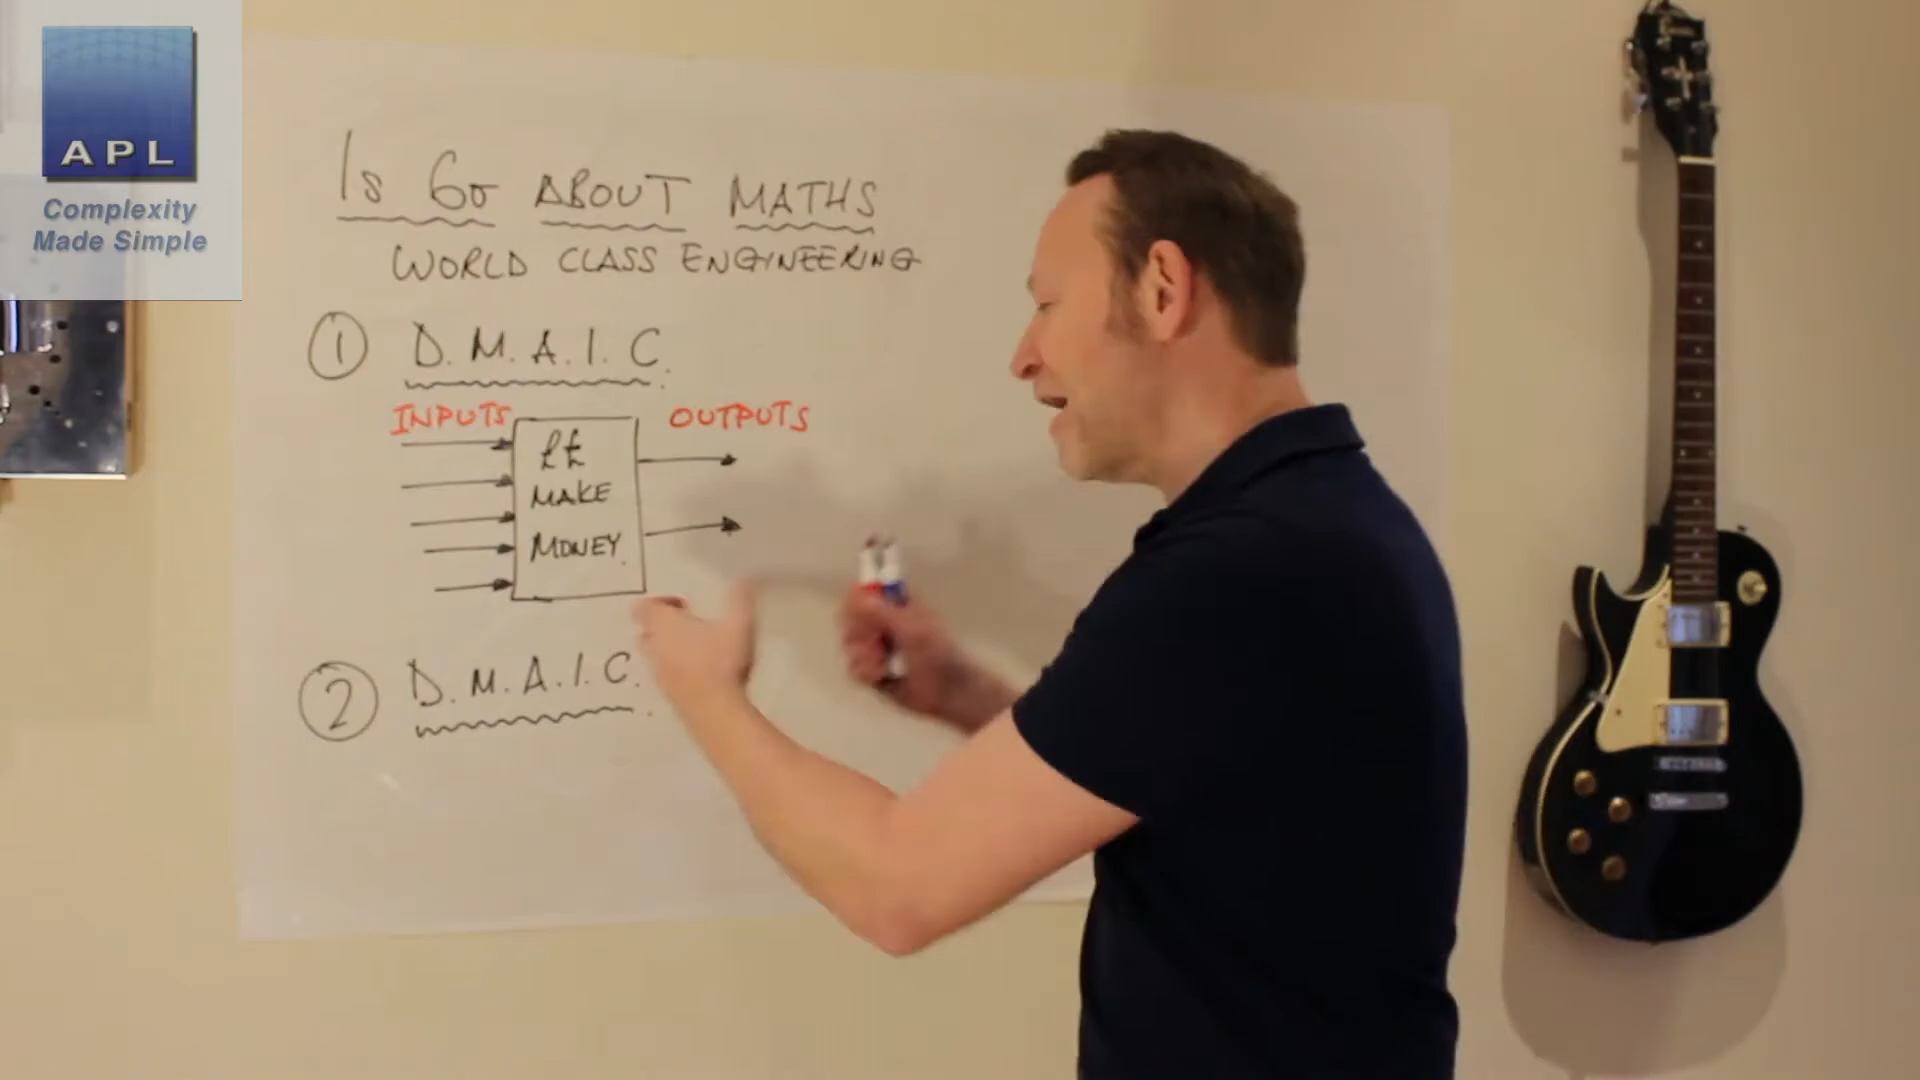 APL
Complexity
Made Simple
Is 6σ ABOUT MATHS
WORLD CLASS ENGINEERING
① D.M.A.I.C.
INPUTS
OUTPUTS
££
MAKE
MONEY.
② D.M.A.I.C.